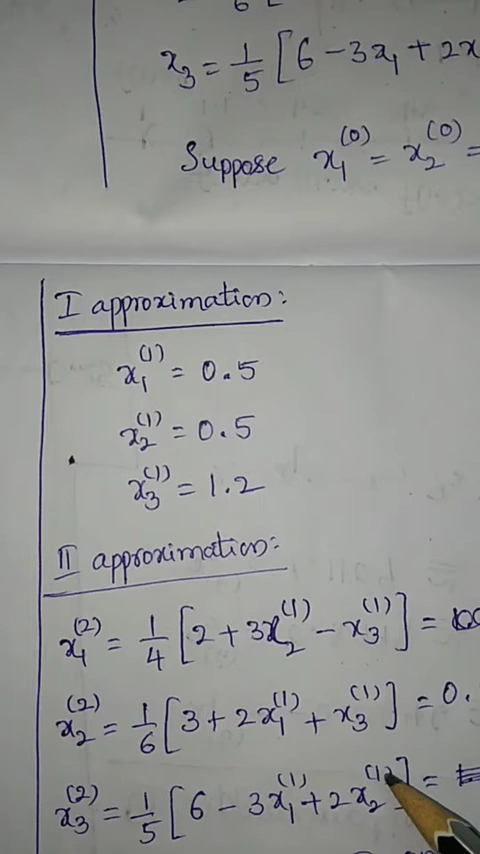 6
x₃ = 1/5 [6 - 3x₁ + 2x
Suppose x₁⁽⁰⁾ = x₂⁽⁰⁾ =
I approximation:
x₁⁽¹⁾ = 0.5
x₂⁽¹⁾ = 0.5
x₃⁽¹⁾ = 1.2
II approximation:
x₁⁽²⁾ = 1/4 [2 + 3x₂⁽¹⁾ - x₃⁽¹⁾] =
x₂⁽²⁾ = 1/6 [3 + 2x₁⁽¹⁾ + x₃⁽¹⁾] = 0.
x₃⁽²⁾ = 1/5 [6 - 3x₁⁽¹⁾ + 2x₂⁽¹⁾] =